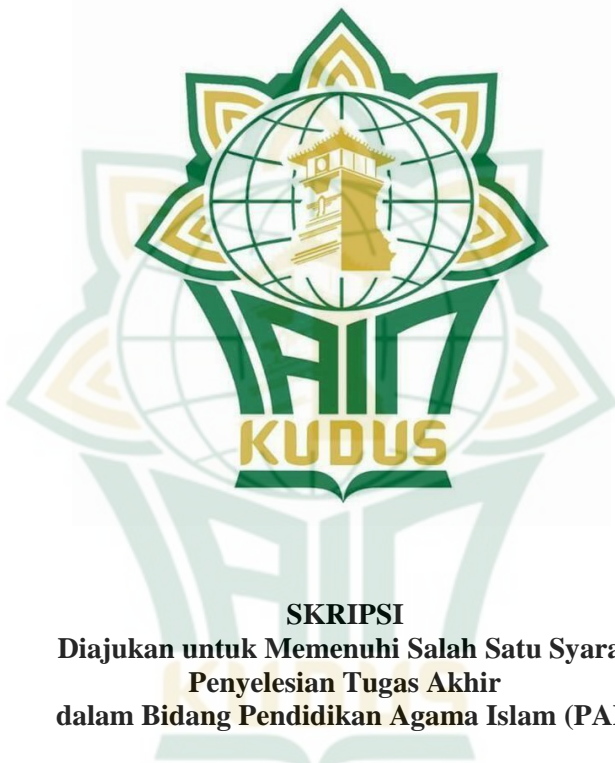 IAIN
KUDUS
SKRIPSI
Diajukan untuk Memenuhi Salah Satu
Penyelesian Tugas Akhir
dalam Bidang Pendidikan Agama Islam